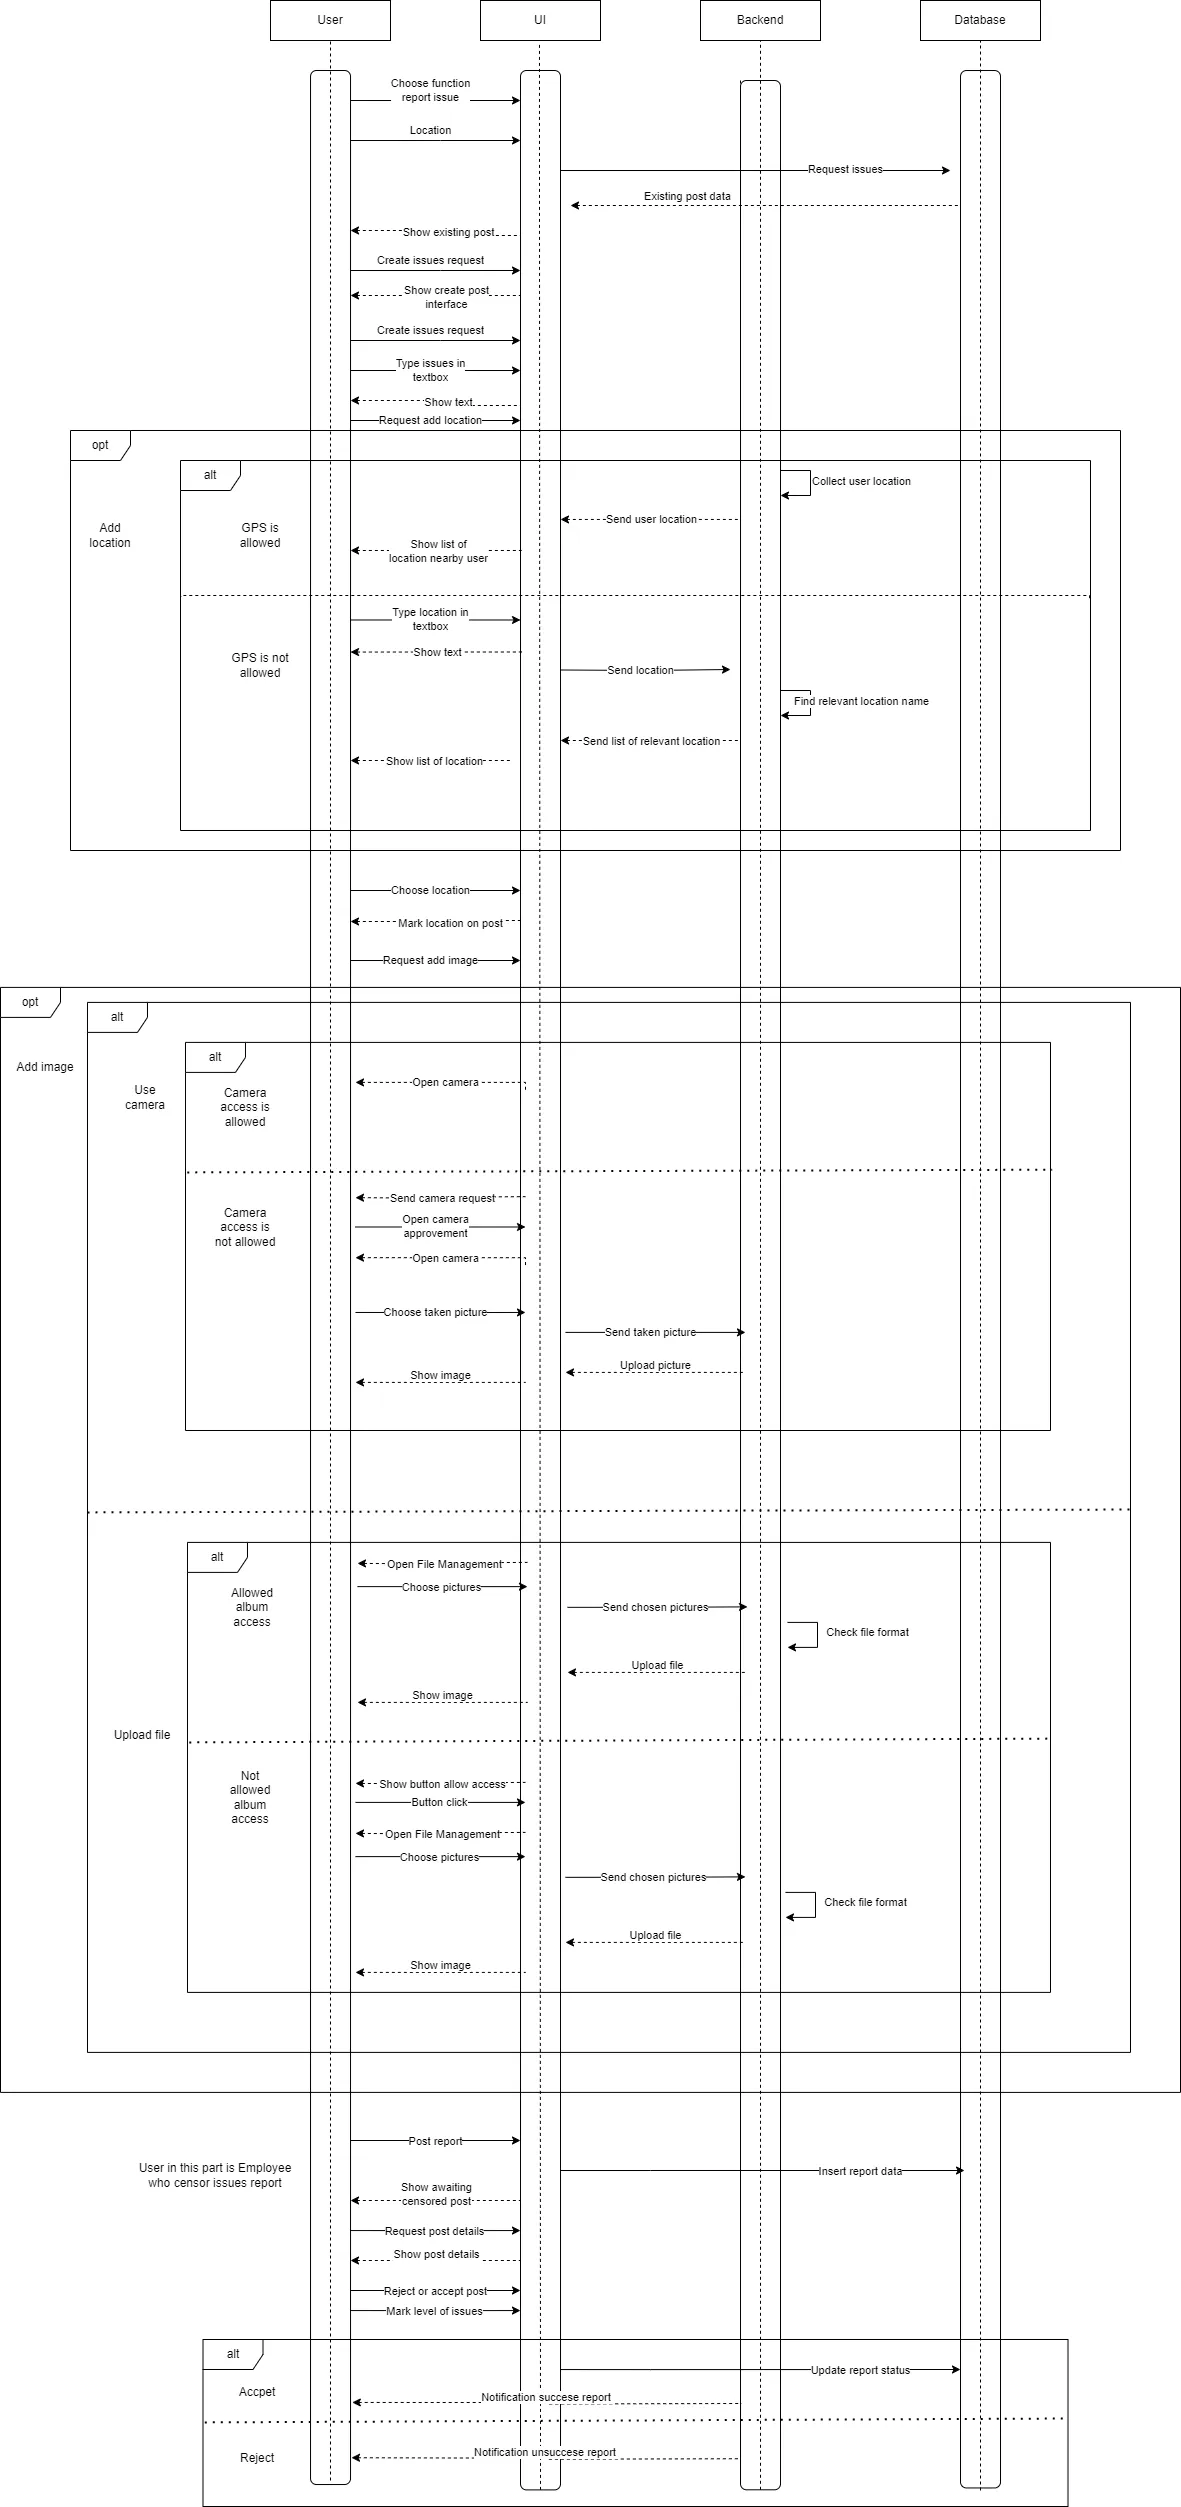 User
UI
Backend
Database
Choose function
report issue
Location
Request issues
Existing post data
Show existing post
Create issues request
Show create post
interface
Create issues request
Type issues in
textbox
Show text
Request add location
opt
alt
Collect user location
Add
location
GPS is
allowed
Send user location
Show list of
location nearby user
Type location in
textbox
Show text
GPS is not
allowed
Send location
Find relevant location name
Send list of relevant location
Show list of location
Choose location
Mark location on post
Request add image
opt
alt
alt
Add image
Use
camera
Camera
access is
allowed
Open camera
Send camera request
Camera
access is
not allowed
Open camera
approvement
Open camera
Choose taken picture
Send taken picture
Upload picture
Show image
alt
Open File Management
Choose pictures
Allowed
album
access
Send chosen pictures
Check file format
Upload file
Show image
Upload file
Not
allowed
album
access
Show button allow access
Button click
Open File Management
Choose pictures
Send chosen pictures
Check file format
Upload file
Show image
Post report
User in this part is Employee
who censor issues report
Insert report data
Show awaiting
censored post
Request post details
Show post details
Reject or accept post
Mark level of issues
alt
Update report status
Accpet
Notification succese report
Reject
Notification unsuccese report